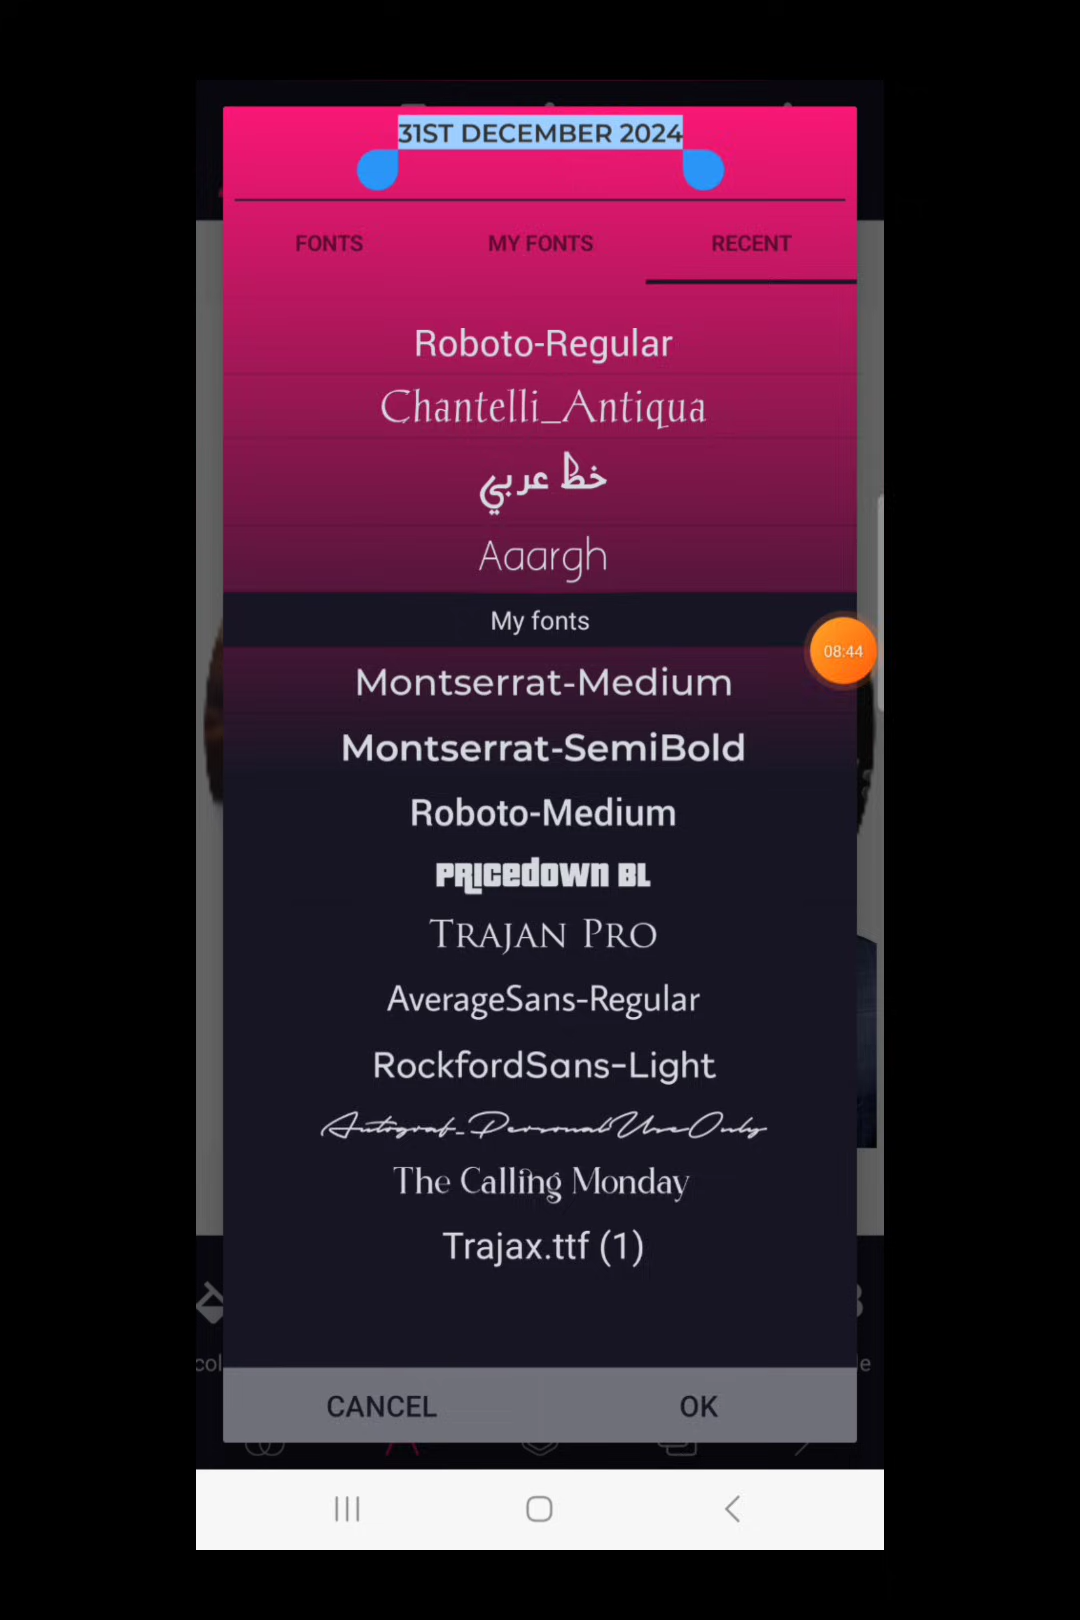 31ST DECEMBER 2024
FONTS MY FONTS RECENT
Roboto-Regular
Chantelli_Antiqua
خط عربي
Aaargh
My fonts
08:44
Montserrat-Medium
Montserrat-SemiBold
Roboto-Medium
Pricedown Bl
Trajan Pro
AverageSans-Regular
RockfordSans-Light
Autograf_PersonalUseOnly
The Calling Monday
Trajax.ttf (1)
col e
CANCEL OK